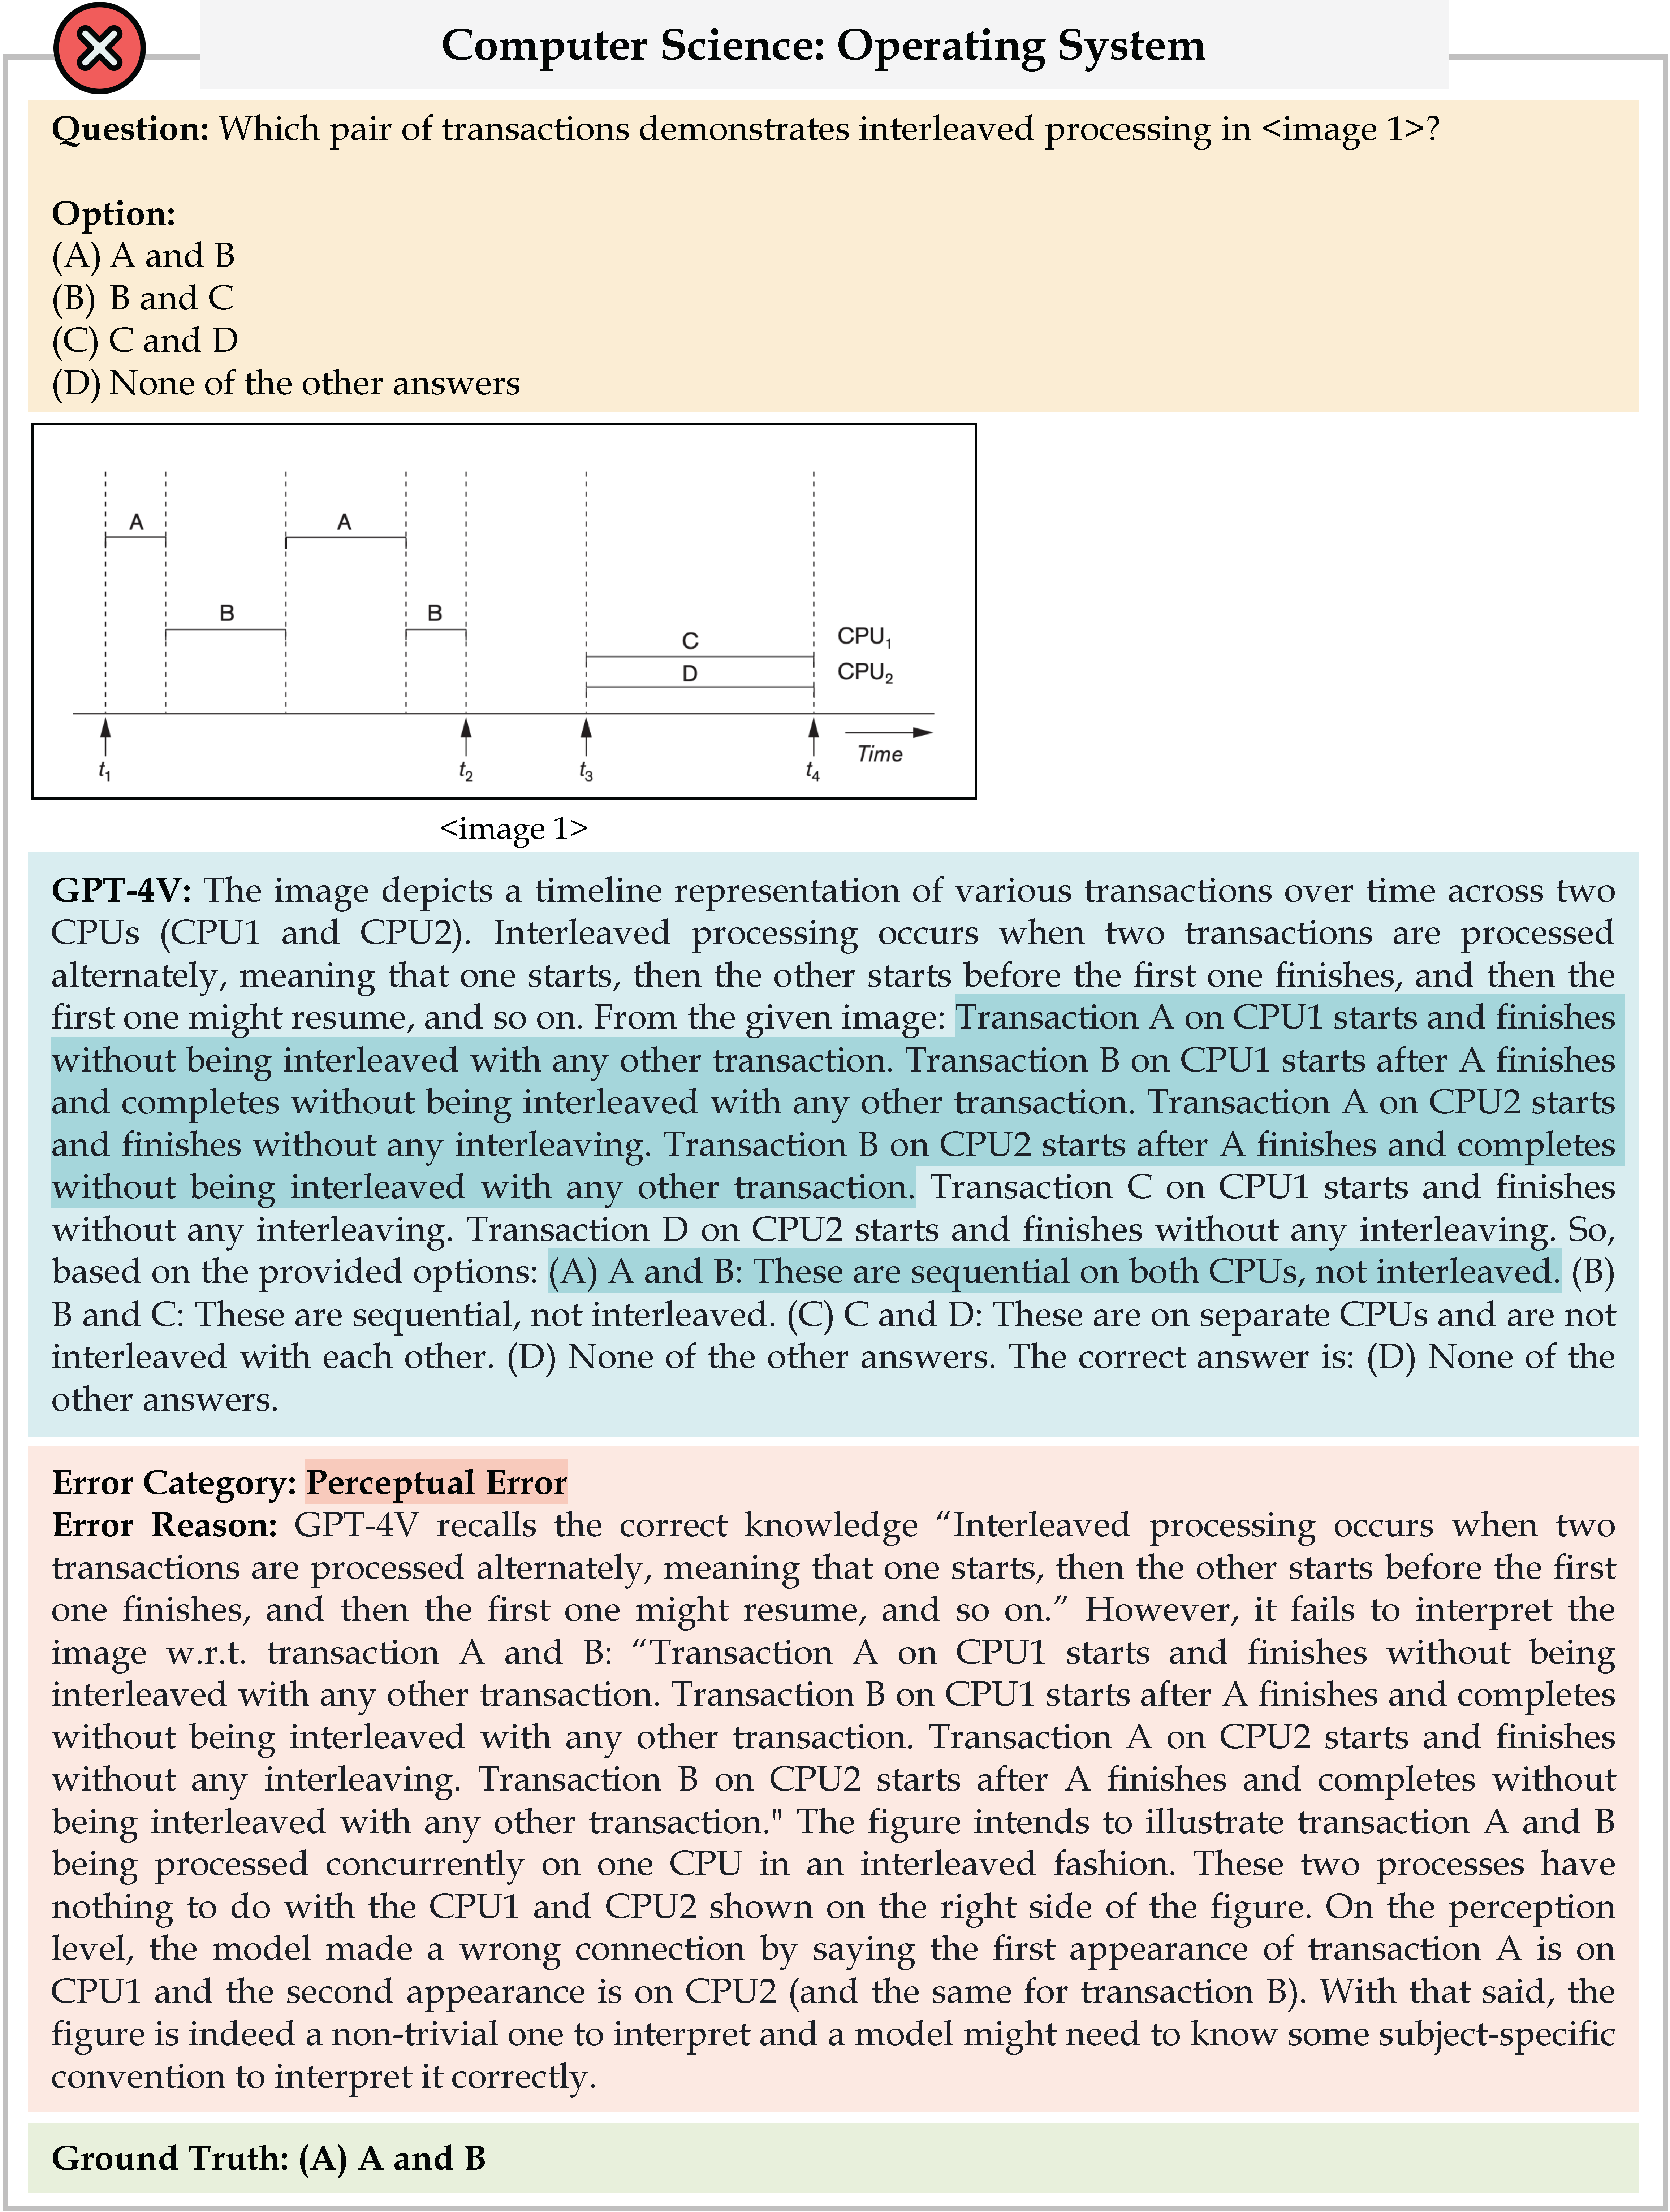 Computer Science: Operating System
Question: Which pair of transactions demonstrates interleaved processing in <image 1>?
Option:
(A) A and B
(B) B and C
(C) C and D
(D) None of the other answers
A
A
B
B
C
CPU₁
D
CPU₂
t₁
t₂
t₃
t₄
Time
<image 1>
GPT-4V: The image depicts a timeline representation of various transactions over time across two
CPUs (CPU1 and CPU2). Interleaved processing occurs when two transactions are processed
alternately, meaning that one starts, then the other starts before the first one finishes, and then the
first one might resume, and so on. From the given image: Transaction A on CPU1 starts and finishes
without being interleaved with any other transaction. Transaction B on CPU1 starts after A finishes
and completes without being interleaved with any other transaction. Transaction A on CPU2 starts
and finishes without any interleaving. Transaction B on CPU2 starts after A finishes and completes
without being interleaved with any other transaction. Transaction C on CPU1 starts and finishes
without any interleaving. Transaction D on CPU2 starts and finishes without any interleaving. So,
based on the provided options: (A) A and B: These are sequential on both CPUs, not interleaved. (B)
B and C: These are sequential, not interleaved. (C) C and D: These are on separate CPUs and are not
interleaved with each other. (D) None of the other answers. The correct answer is: (D) None of the
other answers.
Error Category: Perceptual Error
Error Reason: GPT-4V recalls the correct knowledge “Interleaved processing occurs when two
transactions are processed alternately, meaning that one starts, then the other starts before the first
one finishes, and then the first one might resume, and so on.” However, it fails to interpret the
image w.r.t. transaction A and B: “Transaction A on CPU1 starts and finishes without being
interleaved with any other transaction. Transaction B on CPU1 starts after A finishes and completes
without being interleaved with any other transaction. Transaction A on CPU2 starts and finishes
without any interleaving. Transaction B on CPU2 starts after A finishes and completes without
being interleaved with any other transaction." The figure intends to illustrate transaction A and B
being processed concurrently on one CPU in an interleaved fashion. These two processes have
nothing to do with the CPU1 and CPU2 shown on the right side of the figure. On the perception
level, the model made a wrong connection by saying the first appearance of transaction A is on
CPU1 and the second appearance is on CPU2 (and the same for transaction B). With that said, the
figure is indeed a non-trivial one to interpret and a model might need to know some subject-specific
convention to interpret it correctly.
Ground Truth: (A) A and B